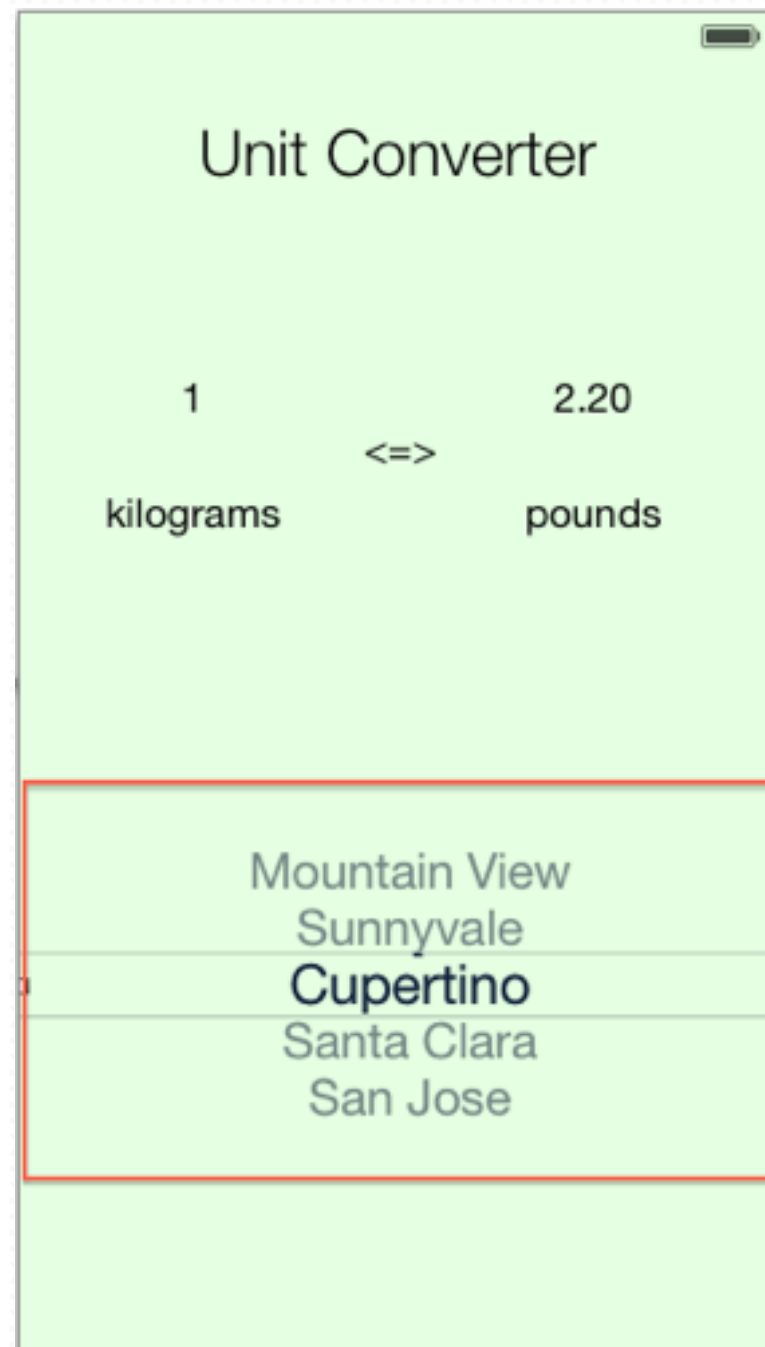 Unit Converter
1 2.20
<=>
kilograms pounds
Mountain View
Sunnyvale
Cupertino
Santa Clara
San Jose